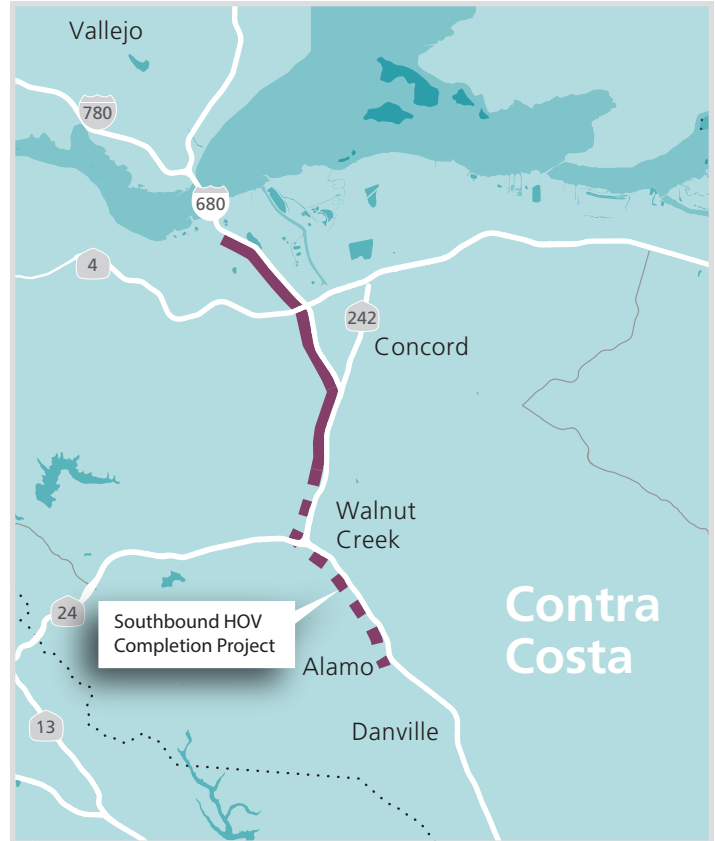 Vallejo
780
680
4
242
Concord
Walnut
Creek
Contra
Costa
24
Southbound HOV
Completion Project
Alamo
13
Danville